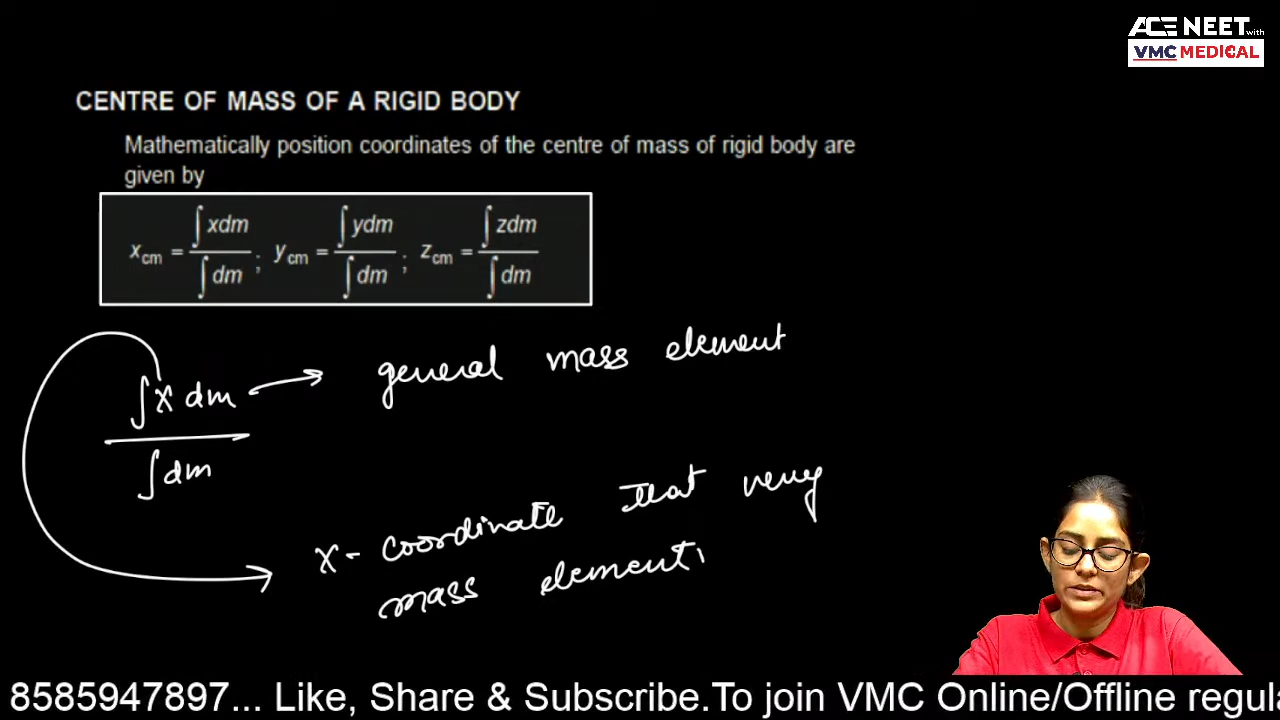 ACE NEET with
VMC MEDICAL
CENTRE OF MASS OF A RIGID BODY
Mathematically position coordinates of the centre of mass of rigid body are
given by
x_cm = ∫xdm / ∫dm ; y_cm = ∫ydm / ∫dm ; z_cm = ∫zdm / ∫dm
∫x dm → general mass element
∫dm
x- coordinate that very
mass element
8585947897... Like, Share & Subscribe.To join VMC Online/Offline regula